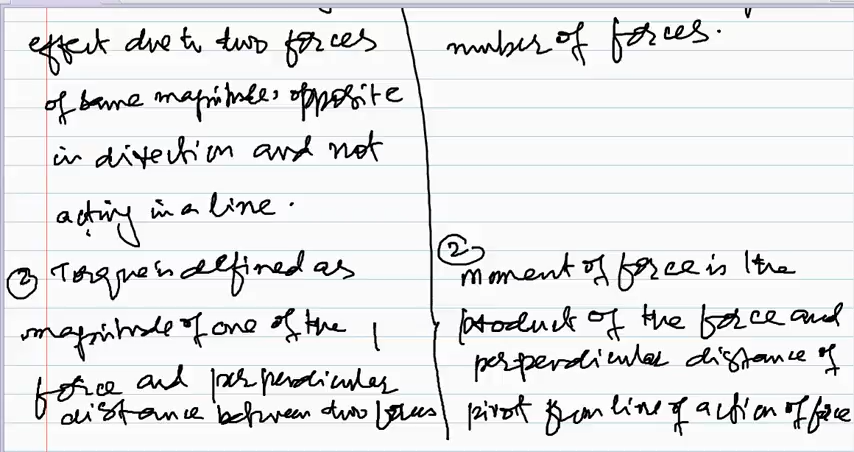 effect due to two forces
of same magnitude, opposite
in direction and not
acting in a line.
② Torque is defined as
magnitude of one of the
force and perpendicular
distance between two forces
number of forces.
② moment of force is the
product of the force and
perpendicular distance of
pivot from line of action of force